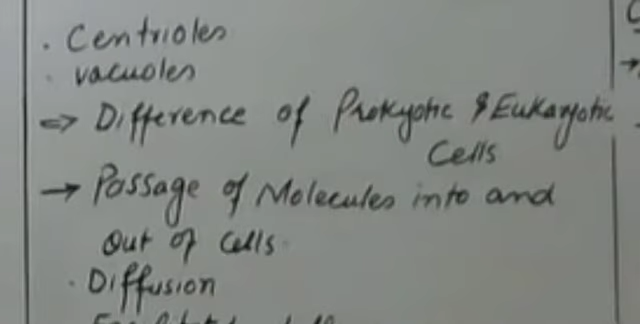 . Centrioles
. vacuoles
=> Difference of Prokyotic & Eukaryotic
Cells
→ Passage of Molecules into and
out of cells.
. Diffusion